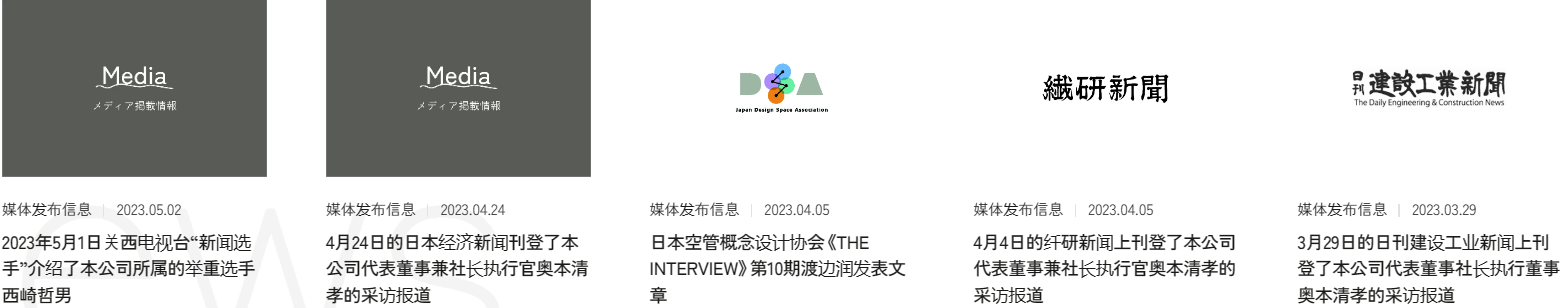 Media
メディア掲載情報
媒体发布信息 2023.05.02
2023年5月1日关西电视台“新闻选
手”介绍了本公司所属的举重选手
西崎哲男
Media
メディア掲載情報
媒体发布信息 2023.04.24
4月24日的日本经济新闻刊登了本
公司代表董事兼社长执行官奥本清
孝的采访报道
DSA
Japan Design Space Association
媒体发布信息 2023.04.05
日本空管概念设计协会《THE
INTERVIEW》第10期渡边润发表文
章
繊研新聞
媒体发布信息 2023.04.05
4月4日的纤研新闻上刊登了本公司
代表董事兼社长执行官奥本清孝的
采访报道
日刊建設工業新聞
The Daily Engineering & Construction News
媒体发布信息 2023.03.29
3月29日的日刊建设工业新闻上刊
登了本公司代表董事社长执行董事
奥本清孝的采访报道
ews